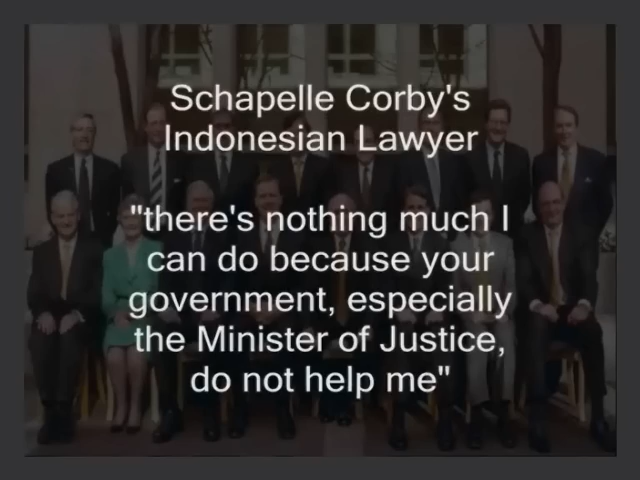 Schapelle Corby's
Indonesian Lawyer
"there's nothing much I
can do because your
government, especially
the Minister of Justice,
do not help me"